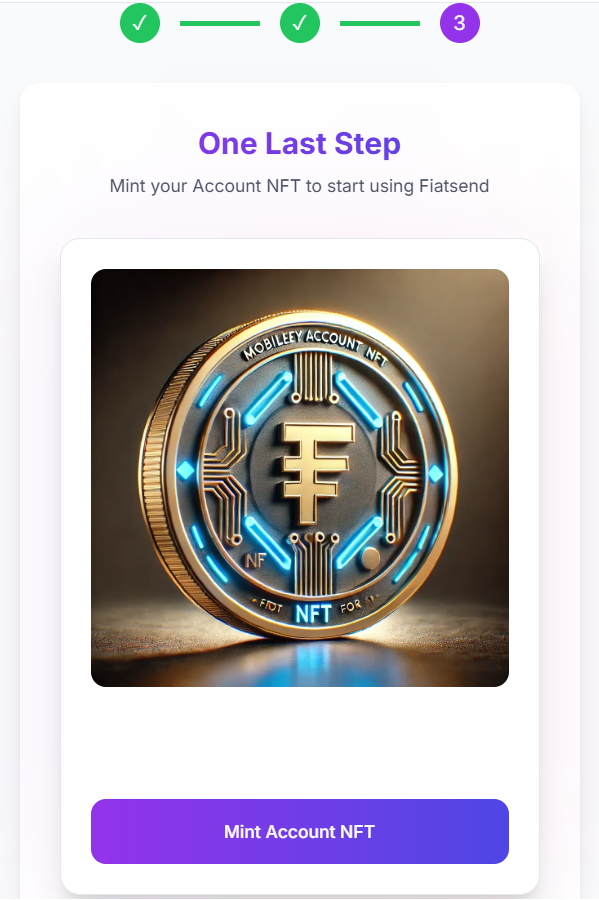 3
One Last Step
Mint your Account NFT to start using Fiatsend
MOBILEEY ACCOUNT NFT
NF
NFT FOR
Mint Account NFT